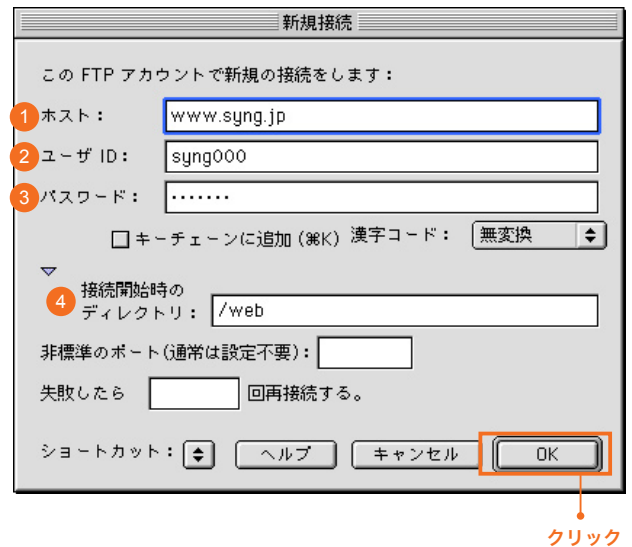 新規接続
この FTP アカウントで新規の接続をします：
1 ホスト： www.syng.jp
2 ユーザ ID： syng000
3 パスワード： •••••••
キーチェーンに追加 (⌘K) 漢字コード： 無変換
4 接続開始時の
ディレクトリ： /web
非標準のポート(通常は設定不要)：
失敗したら 回再接続する。
ショートカット： ヘルプ キャンセル OK
クリック